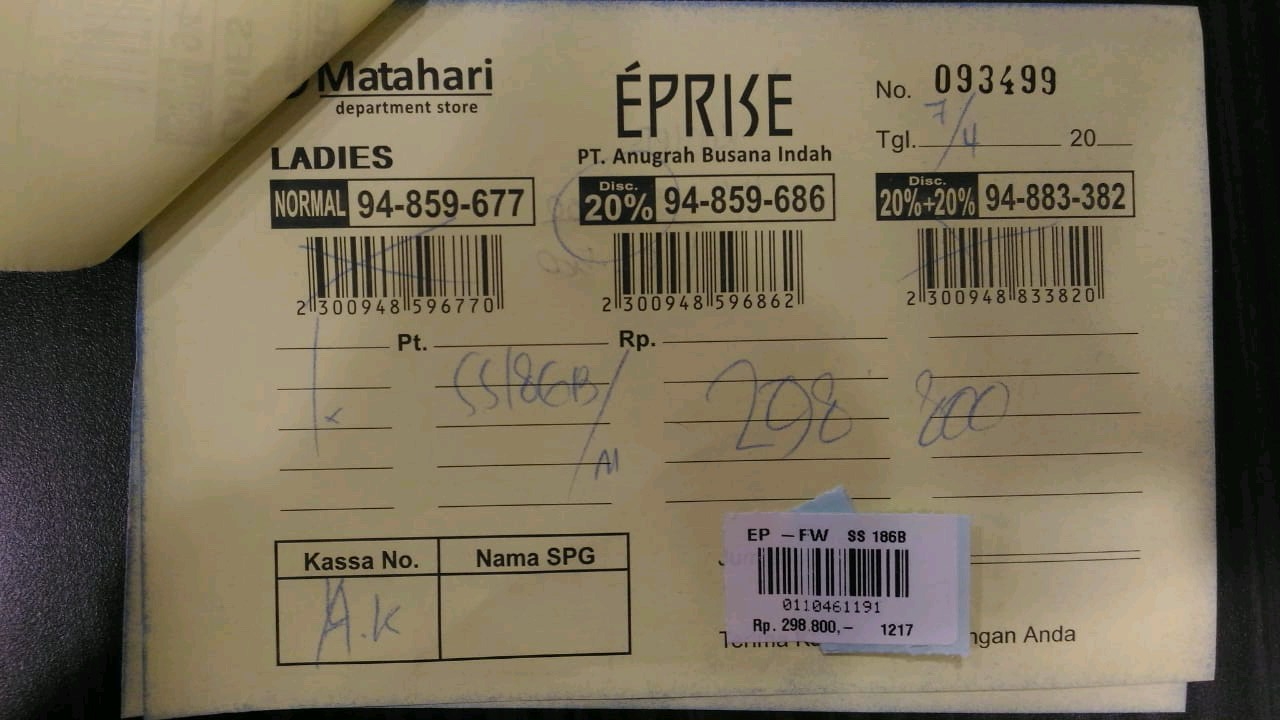 Matahari
department store
ÉPRISE
PT. Anugrah Busana Indah
No. 093499
Tgl. 7/4 20
LADIES
NORMAL 94-859-677
Disc. 20% 94-859-686
Disc. 20%+20% 94-883-382
2 300948 596770
2 300948 596862
2 300948 833820
Pt. Rp.
SS186B/ 298 800
Kassa No. Nama SPG
A.K
EP - FW SS 186B
0110461191
Rp. 298.800,- 1217
ngan Anda